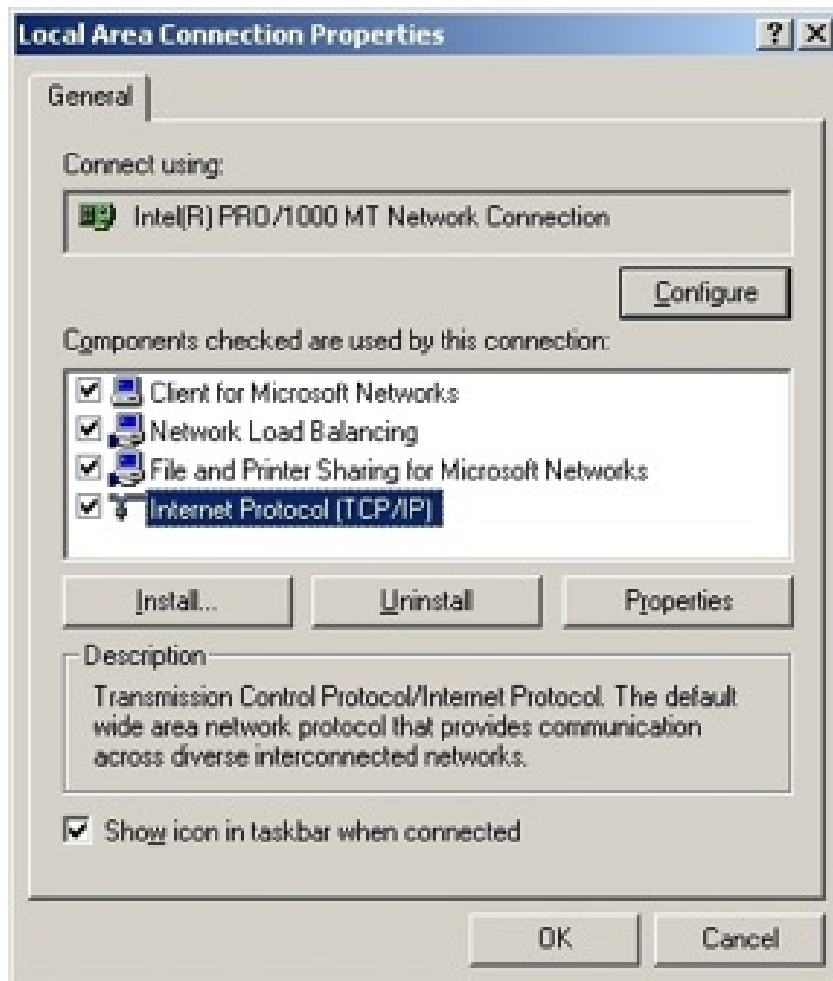 Local Area Connection Properties
General
Connect using:
Intel(R) PRO/1000 MT Network Connection
Configure
Components checked are used by this connection:
Client for Microsoft Networks
Network Load Balancing
File and Printer Sharing for Microsoft Networks
Internet Protocol (TCP/IP)
Install...
Uninstall
Properties
Description
Transmission Control Protocol/Internet Protocol. The default
wide area network protocol that provides communication
across diverse interconnected networks.
Show icon in taskbar when connected
OK
Cancel